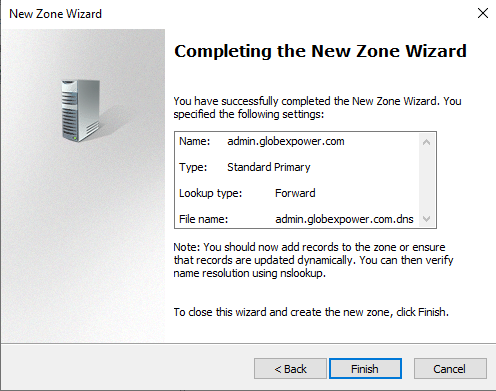 New Zone Wizard
Completing the New Zone Wizard
You have successfully completed the New Zone Wizard. You
specified the following settings:
Name: admin.globexpower.com
Type: Standard Primary
Lookup type: Forward
File name: admin.globexpower.com.dns
Note: You should now add records to the zone or ensure
that records are updated dynamically. You can then verify
name resolution using nslookup.
To close this wizard and create the new zone, click Finish.
< Back Finish Cancel